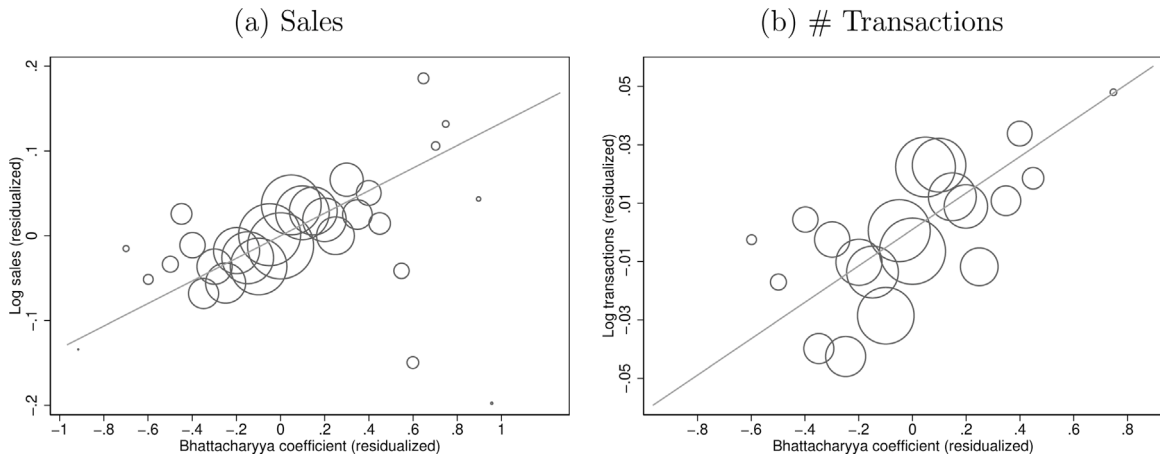 (a) Sales
(b) # Transactions
Log sales (residualized)
.2
.1
0
-.1
-.2
-1 -.8 -.6 -.4 -.2 0 .2 .4 .6 .8 1
Bhattacharyya coefficient (residualized)
Log transactions (residualized)
.05
.03
.01
-.01
-.03
-.05
-.8 -.6 -.4 -.2 0 .2 .4 .6 .8
Bhattacharyya coefficient (residualized)